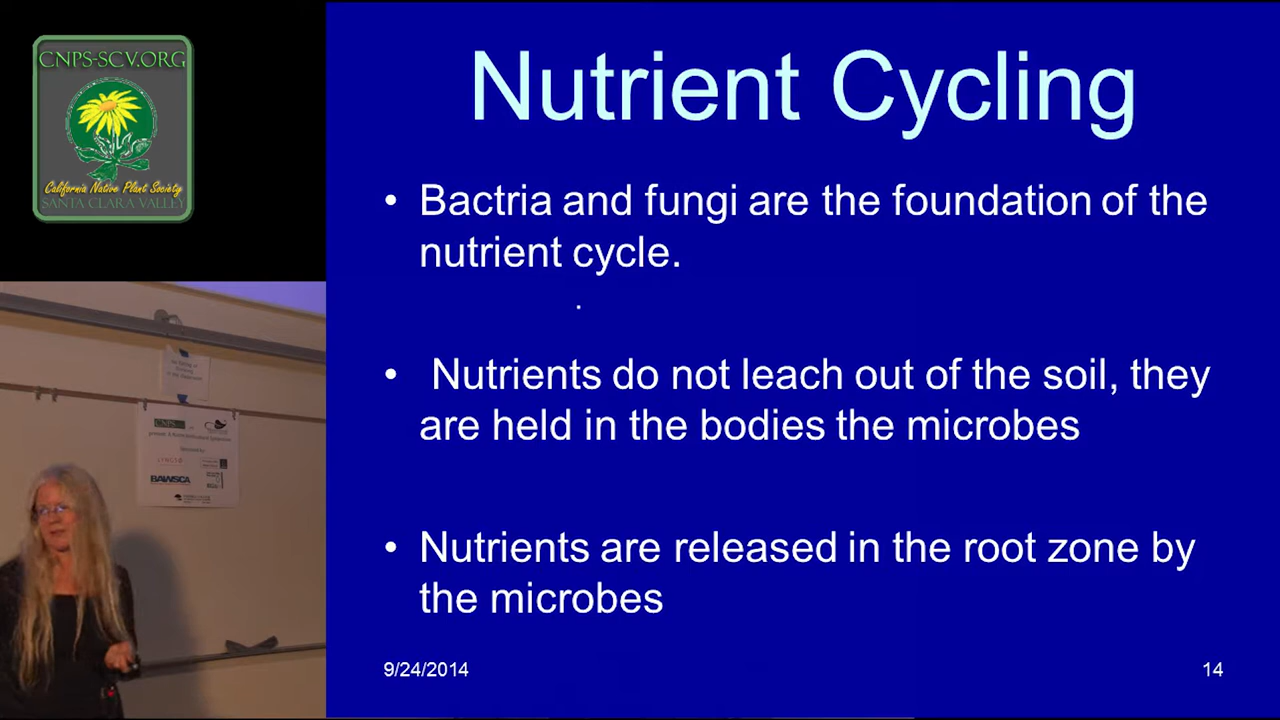 CNPS-SCV.ORG
California Native Plant Society
SANTA CLARA VALLEY
Nutrient Cycling
• Bactria and fungi are the foundation of the
nutrient cycle.
.
• Nutrients do not leach out of the soil, they
are held in the bodies the microbes
• Nutrients are released in the root zone by
the microbes
9/24/2014
14
CNPS
BAWSCA